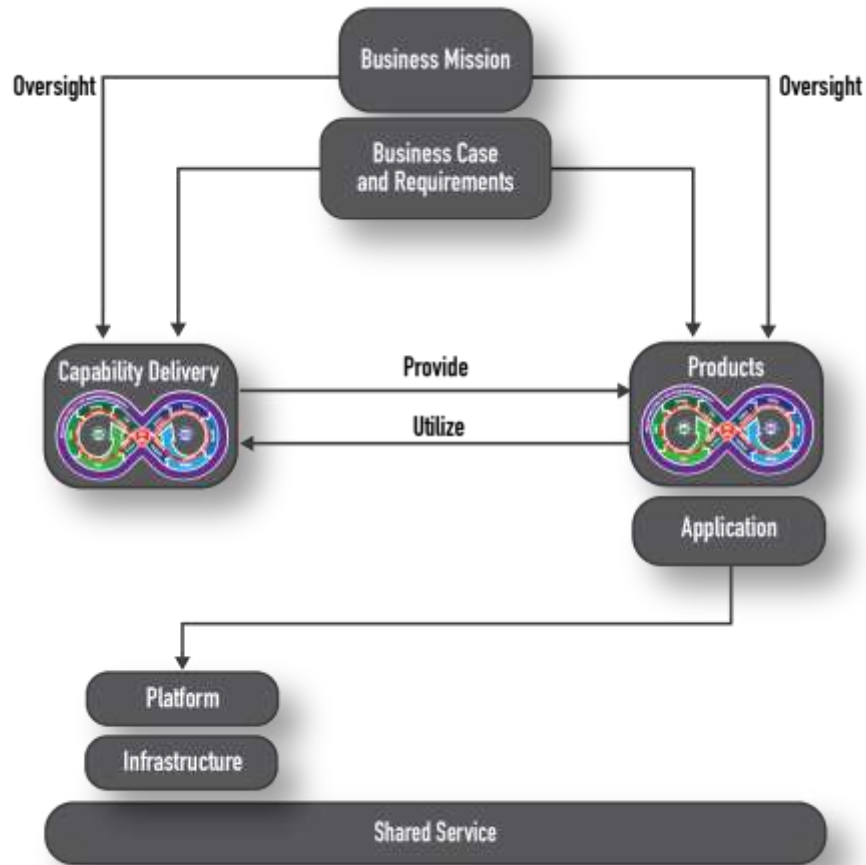 Business Mission
Oversight
Oversight
Business Case
and Requirements
Capability Delivery
Provide
Products
Utilize
Application
Platform
Infrastructure
Shared Service